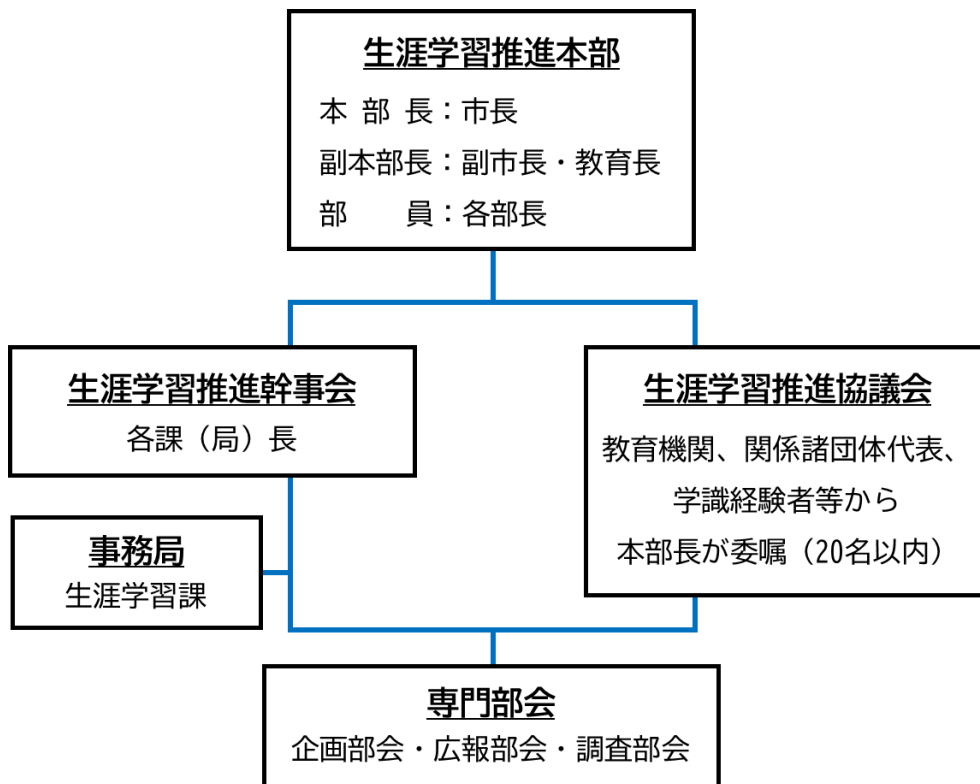 生涯学習推進本部
本 部 長：市長
副本部長：副市長・教育長
部　　員：各部長
生涯学習推進幹事会
各課（局）長
生涯学習推進協議会
教育機関、関係諸団体代表、
学識経験者等から
本部長が委嘱（20名以内）
事務局
生涯学習課
専門部会
企画部会・広報部会・調査部会